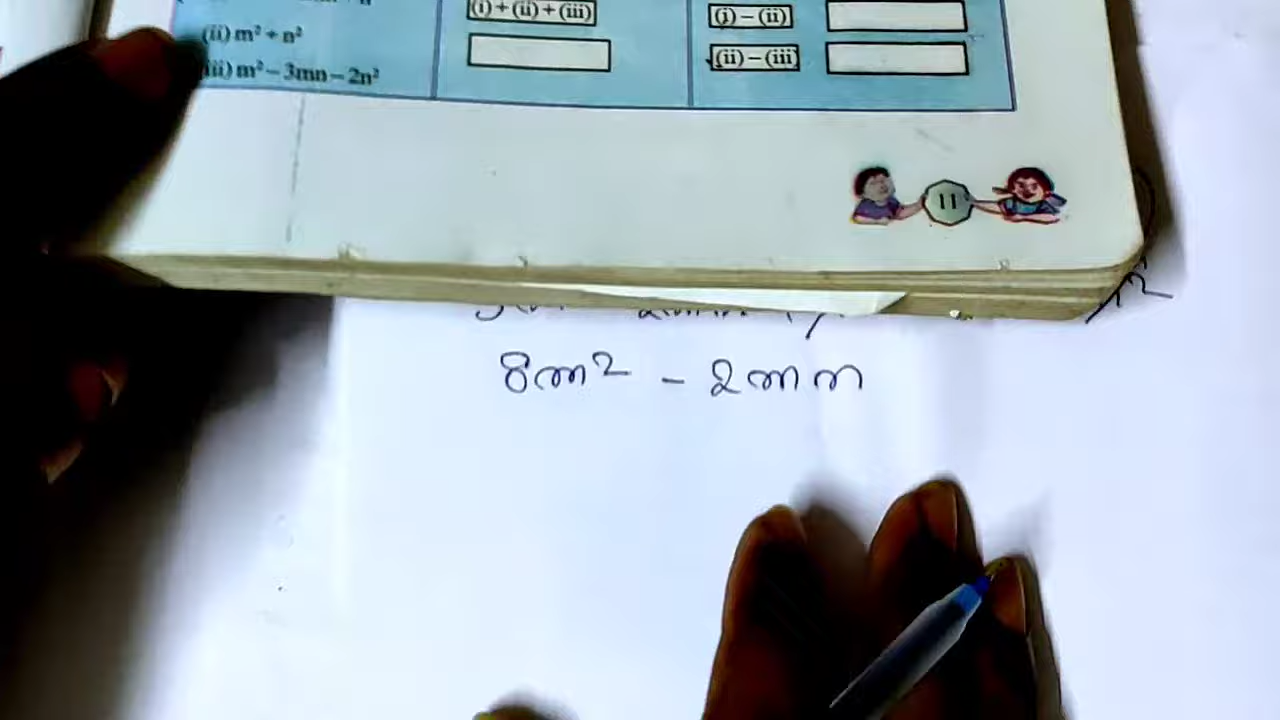 (i) + (ii) + (iii)
(i) – (ii)
(ii) m² + n²
(ii) – (iii)
(iii) m² – 3mn – 2n²
11
8m² – 2mn